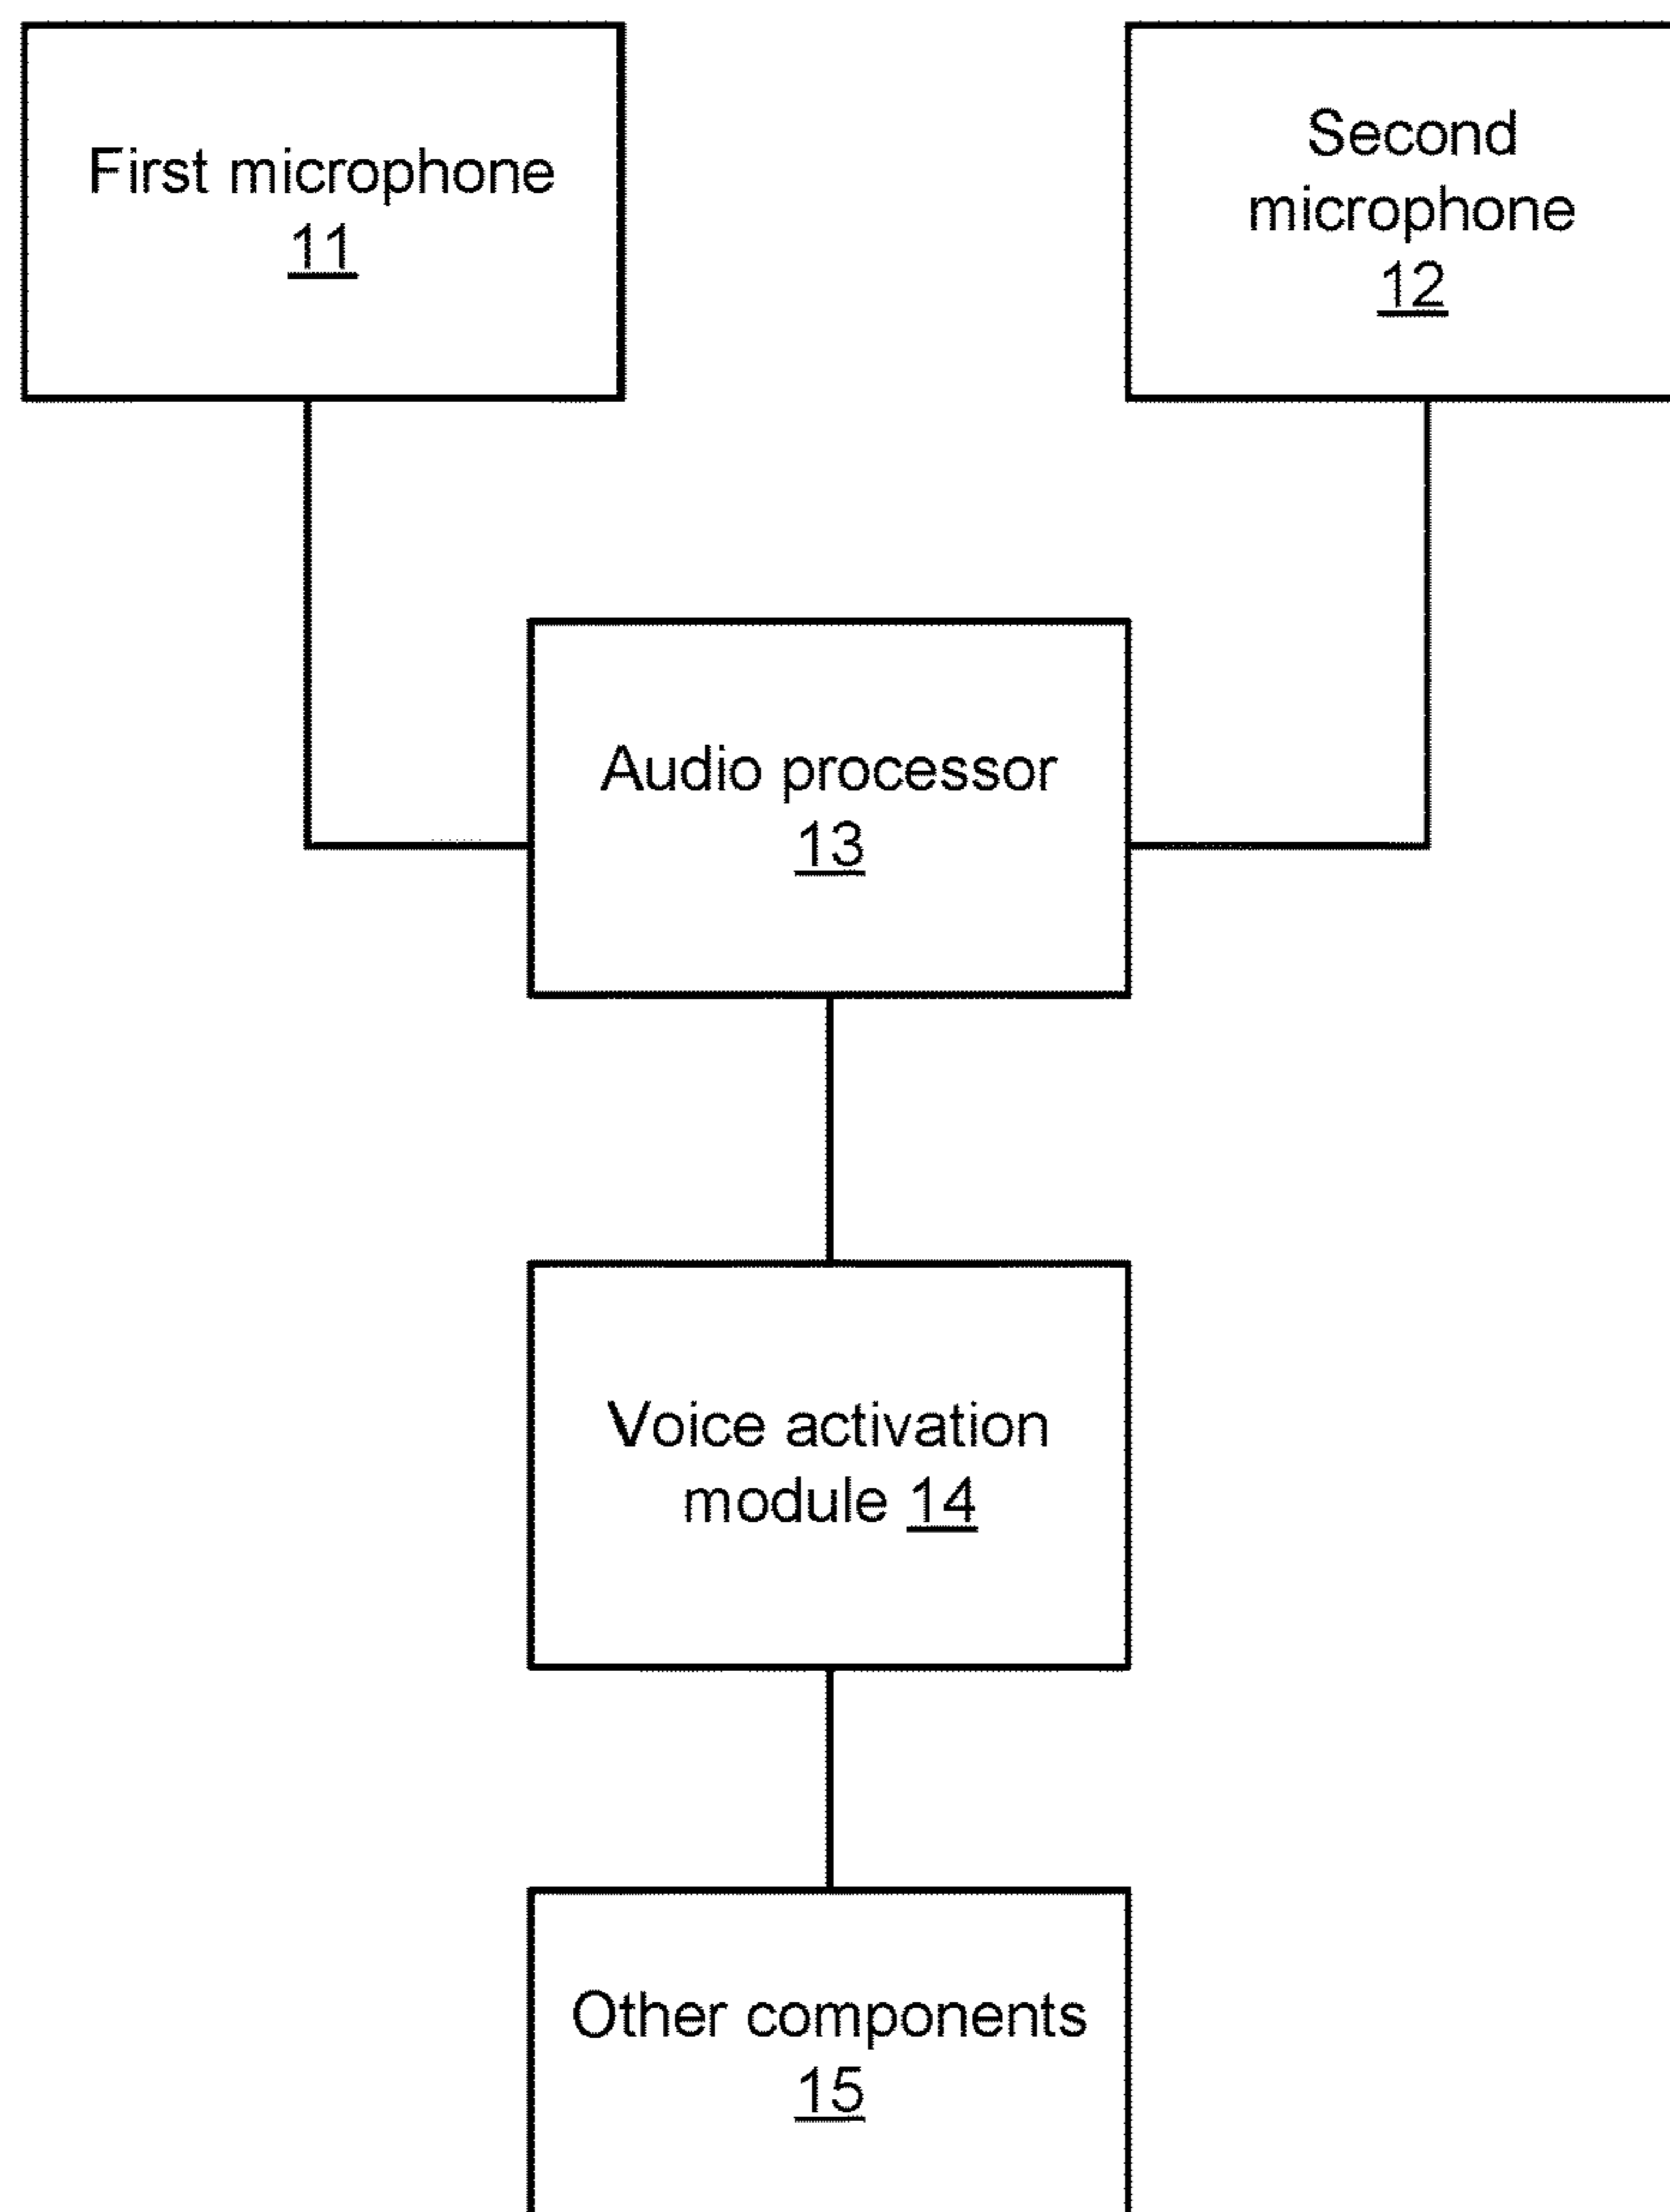 First microphone
11
Second
microphone
12
Audio processor
13
Voice activation
module 14
Other components
15